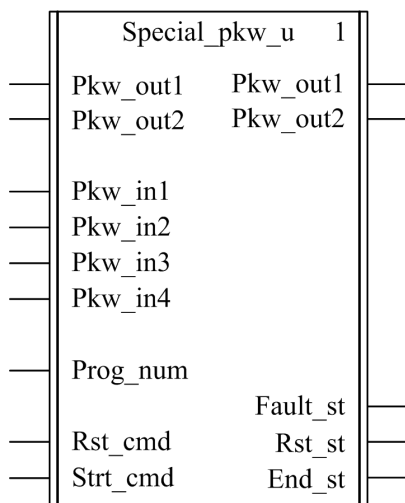 Special_pkw_u 1
Pkw_out1 Pkw_out1
Pkw_out2 Pkw_out2
Pkw_in1
Pkw_in2
Pkw_in3
Pkw_in4
Prog_num
Fault_st
Rst_cmd Rst_st
Strt_cmd End_st